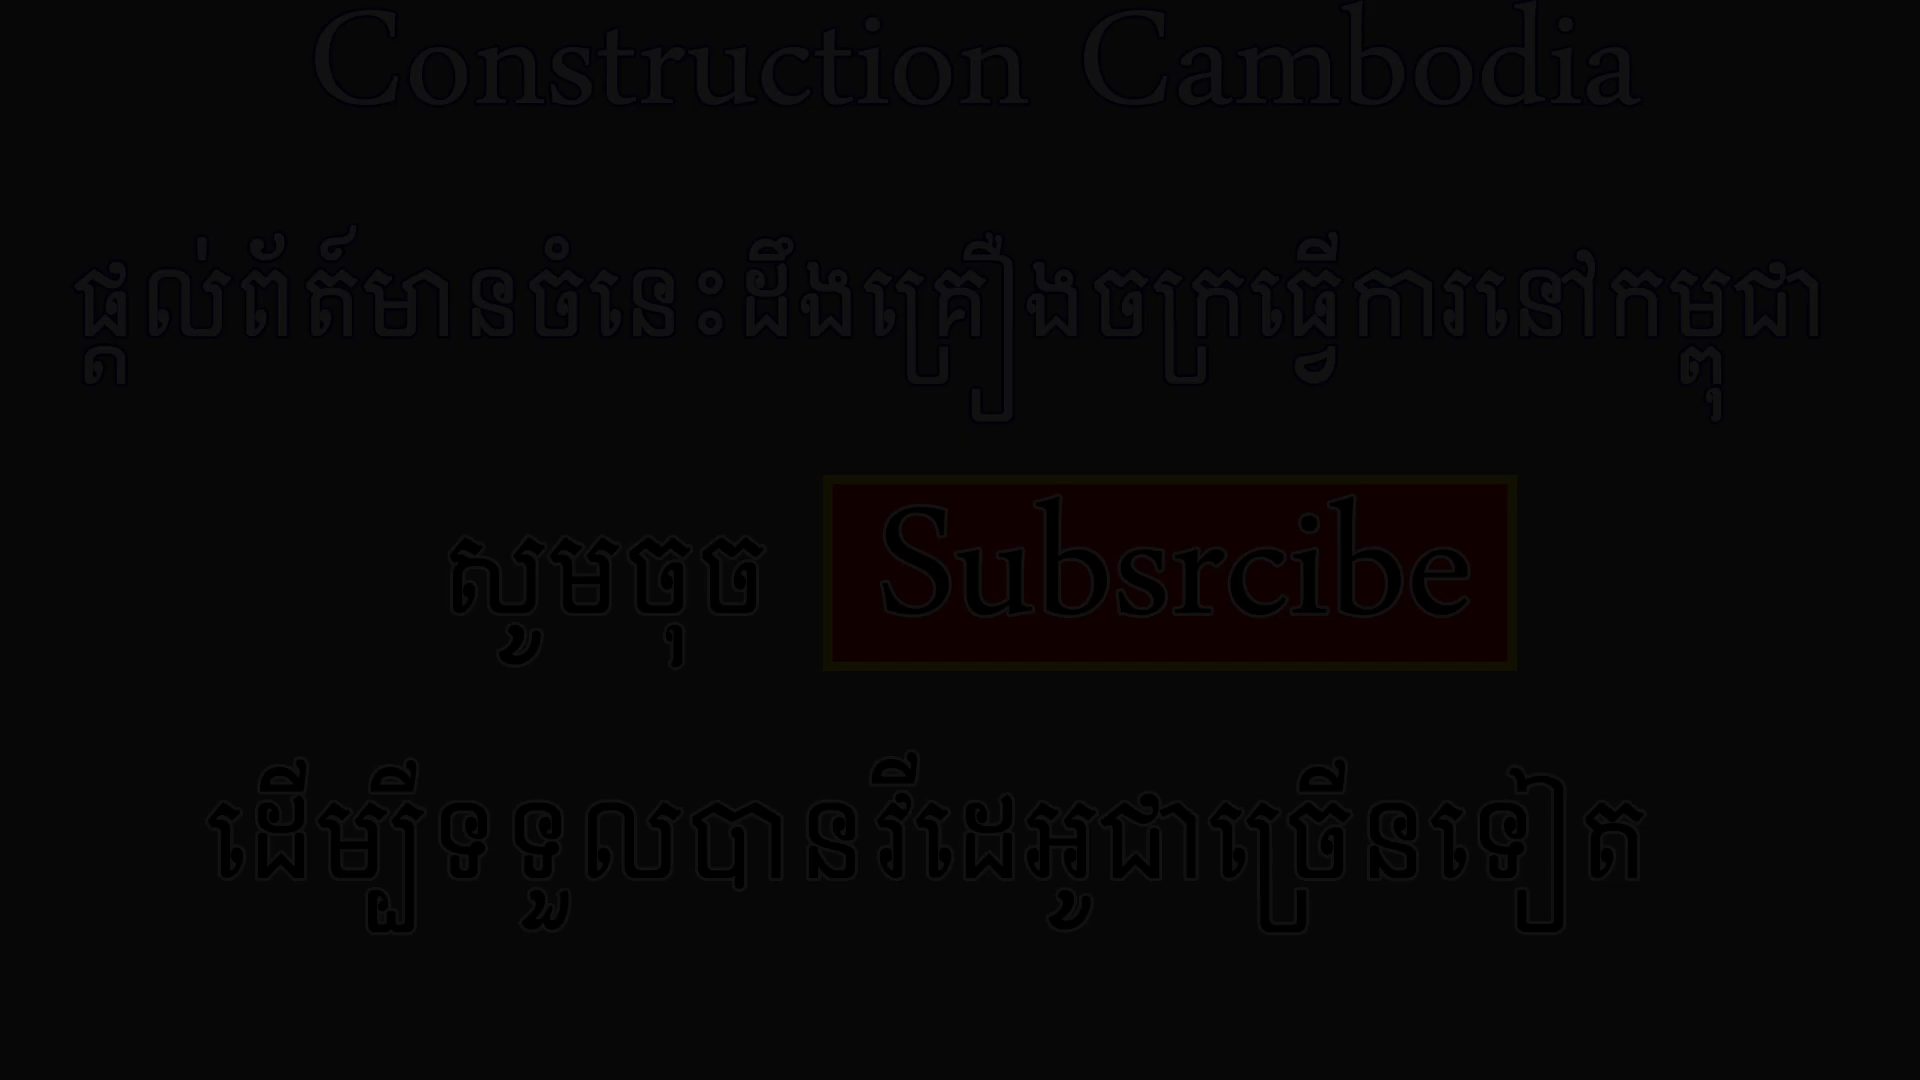 Construction Cambodia
ផ្ដល់ព័ត៍មានចំនេះដឹងគ្រឿងចក្រធ្វើការនៅកម្ពុជា
សូមចុច Subsrcibe
ដើម្បីទទួលបានវីដេអូជាច្រើនទៀត